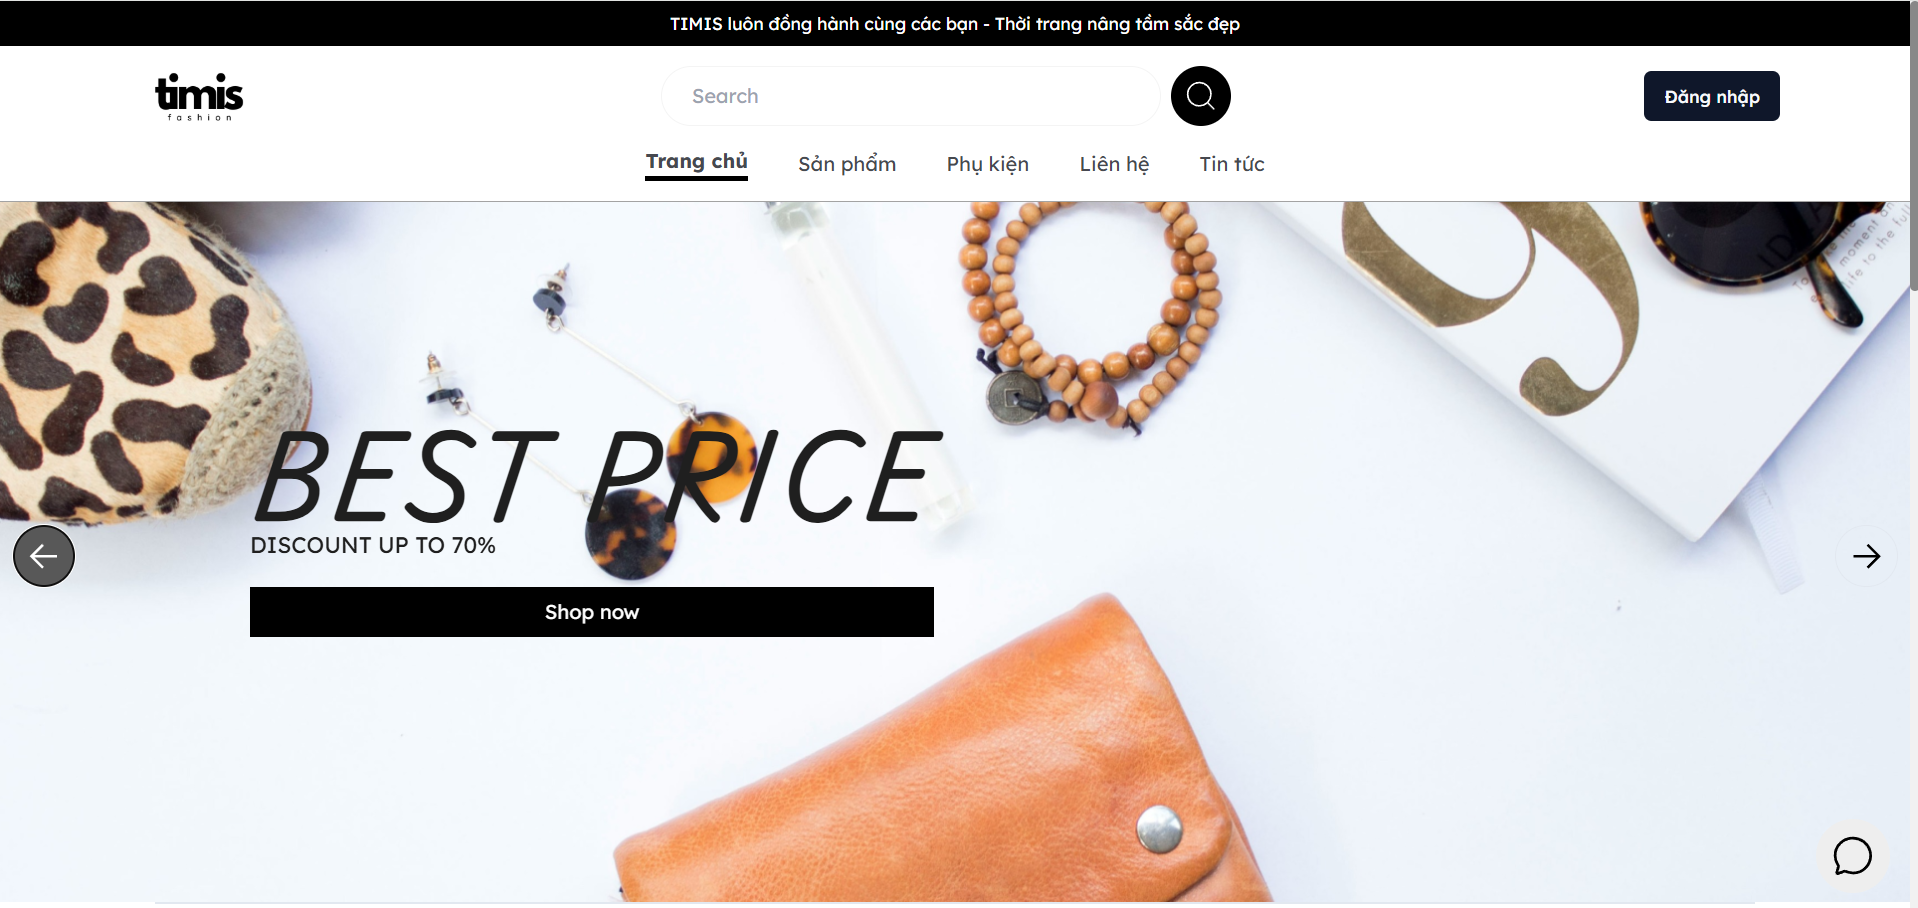 TIMIS luôn đồng hành cùng các bạn - Thời trang nâng tầm sắc đẹp
timis
fashion
Search
Đăng nhập
Trang chủ
Sản phẩm
Phụ kiện
Liên hệ
Tin tức
BEST PRICE
DISCOUNT UP TO 70%
Shop now